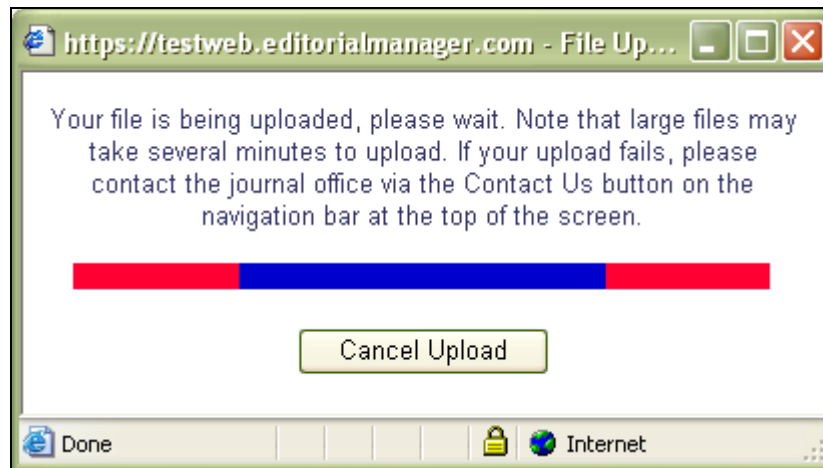 https://testweb.editorialmanager.com - File Up...
Your file is being uploaded, please wait. Note that large files may
take several minutes to upload. If your upload fails, please
contact the journal office via the Contact Us button on the
navigation bar at the top of the screen.
Cancel Upload
Done
Internet